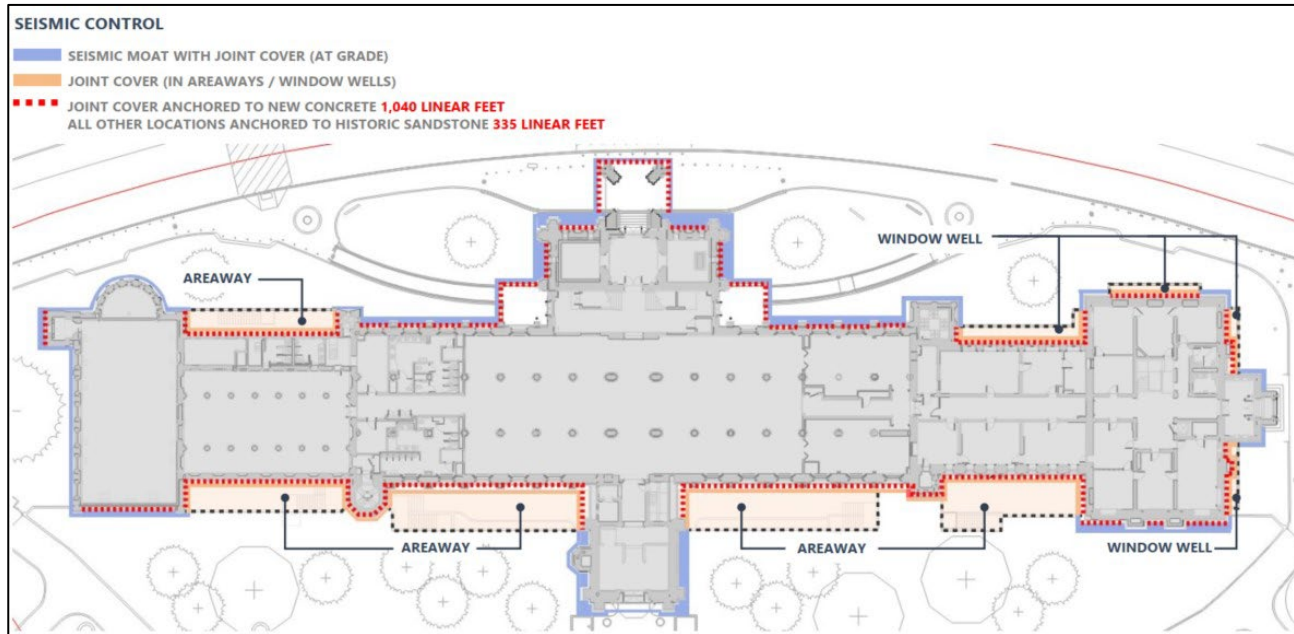 SEISMIC CONTROL
SEISMIC MOAT WITH JOINT COVER (AT GRADE)
JOINT COVER (IN AREAWAYS / WINDOW WELLS)
JOINT COVER ANCHORED TO NEW CONCRETE 1,040 LINEAR FEET
ALL OTHER LOCATIONS ANCHORED TO HISTORIC SANDSTONE 335 LINEAR FEET
WINDOW WELL
AREAWAY
AREAWAY
AREAWAY
WINDOW WELL